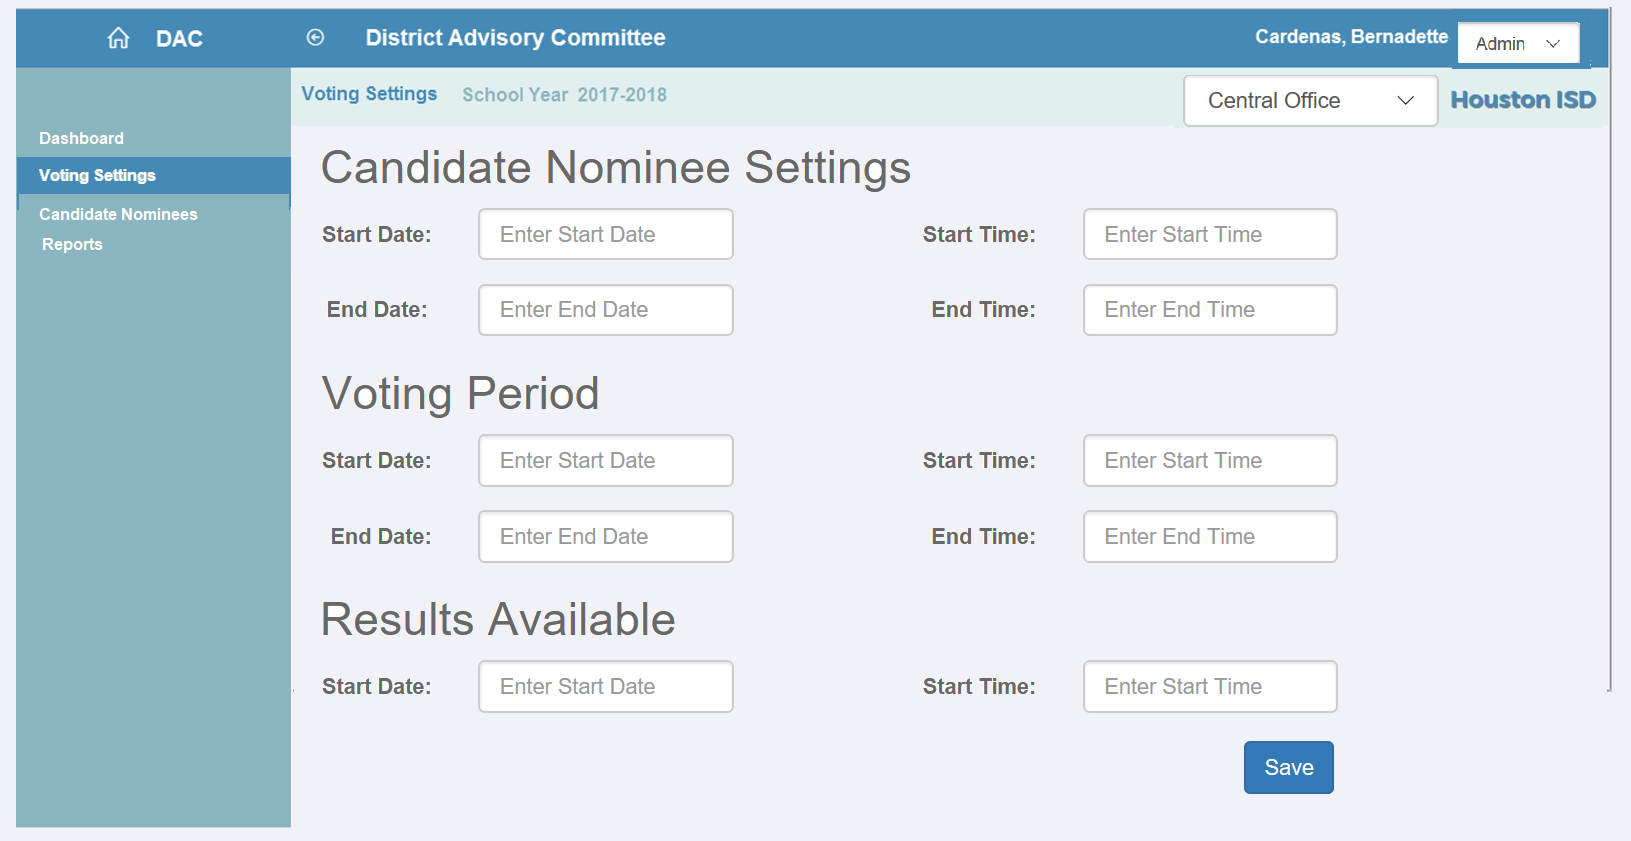 DAC District Advisory Committee Cardenas, Bernadette Admin
Voting Settings School Year 2017-2018 Central Office Houston ISD
Dashboard
Voting Settings
Candidate Nominees
Reports
Candidate Nominee Settings
Start Date: Enter Start Date Start Time: Enter Start Time
End Date: Enter End Date End Time: Enter End Time
Voting Period
Start Date: Enter Start Date Start Time: Enter Start Time
End Date: Enter End Date End Time: Enter End Time
Results Available
Start Date: Enter Start Date Start Time: Enter Start Time
Save